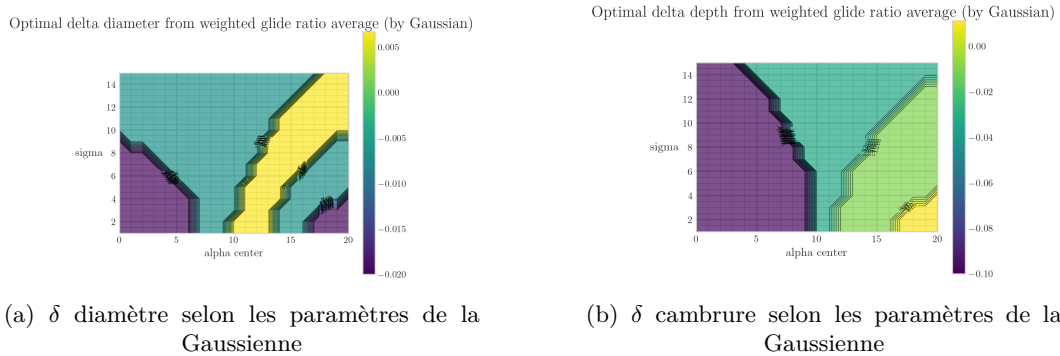 Optimal delta diameter from weighted glide ratio average (by Gaussian)
0.005
0.000
−0.005
−0.010
−0.015
−0.020
14
12
10
8
6
4
2
sigma
0 5 10 15 20
alpha center
(a) δ diamètre selon les paramètres de la
Gaussienne
Optimal delta depth from weighted glide ratio average (by Gaussian)
0.00
−0.02
−0.04
−0.06
−0.08
−0.10
14
12
10
8
6
4
2
sigma
0 5 10 15 20
alpha center
(b) δ cambrure selon les paramètres de la
Gaussienne